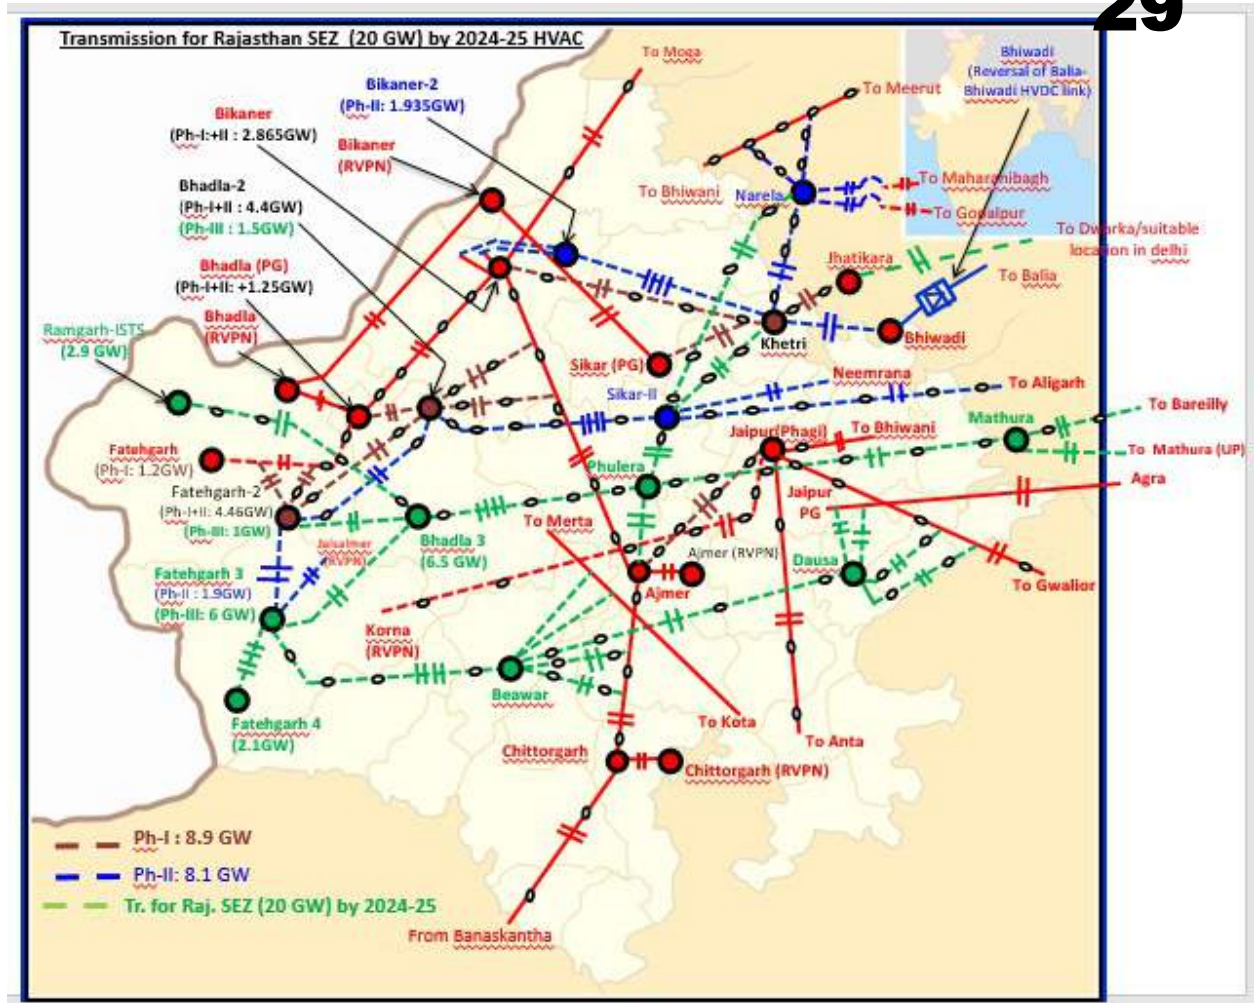 29
Transmission for Rajasthan SEZ (20 GW) by 2024-25 HVAC
To Moga
Bhiwadi
(Reversal of Balia-
Bhiwadi HVDC link)
Bikaner-2
(Ph-II: 1.935GW)
To Meerut
Bikaner
(Ph-I:+II : 2.865GW)
Bikaner
(RVPN)
To Bhiwani
Narela
To Maharanibagh
To Gopalpur
Bhadla-2
(Ph-I+II : 4.4GW)
(Ph-III : 1.5GW)
To Dwarka/suitable
location in delhi
Jhatikara
To Balia
Bhadla (PG)
(Ph-I+II: +1.25GW)
Bhadla
(RVPN)
Ramgarh-ISTS
(2.9 GW)
Khetri
Bhiwadi
Sikar (PG)
Neemrana
Sikar-II
To Aligarh
To Bareilly
Mathura
Jaipur(Phagi)
To Bhiwani
To Mathura (UP)
Fatehgarh
(Ph-I: 1.2GW)
Phulera
Agra
Fatehgarh-2
(Ph-I+II: 4.46GW)
(Ph-III: 1GW)
Jaipur
PG
To Merta
Jaisalmer
(RVPN)
Bhadla 3
(6.5 GW)
Ajmer (RVPN)
Dausa
Fatehgarh 3
(Ph-II : 1.9GW)
(Ph-III: 6 GW)
To Gwalior
Ajmer
Korna
(RVPN)
Beawar
Fatehgarh 4
(2.1GW)
To Kota
To Anta
Chittorgarh
Chittorgarh (RVPN)
Ph-I : 8.9 GW
Ph-II: 8.1 GW
Tr. for Raj. SEZ (20 GW) by 2024-25
From Banaskantha